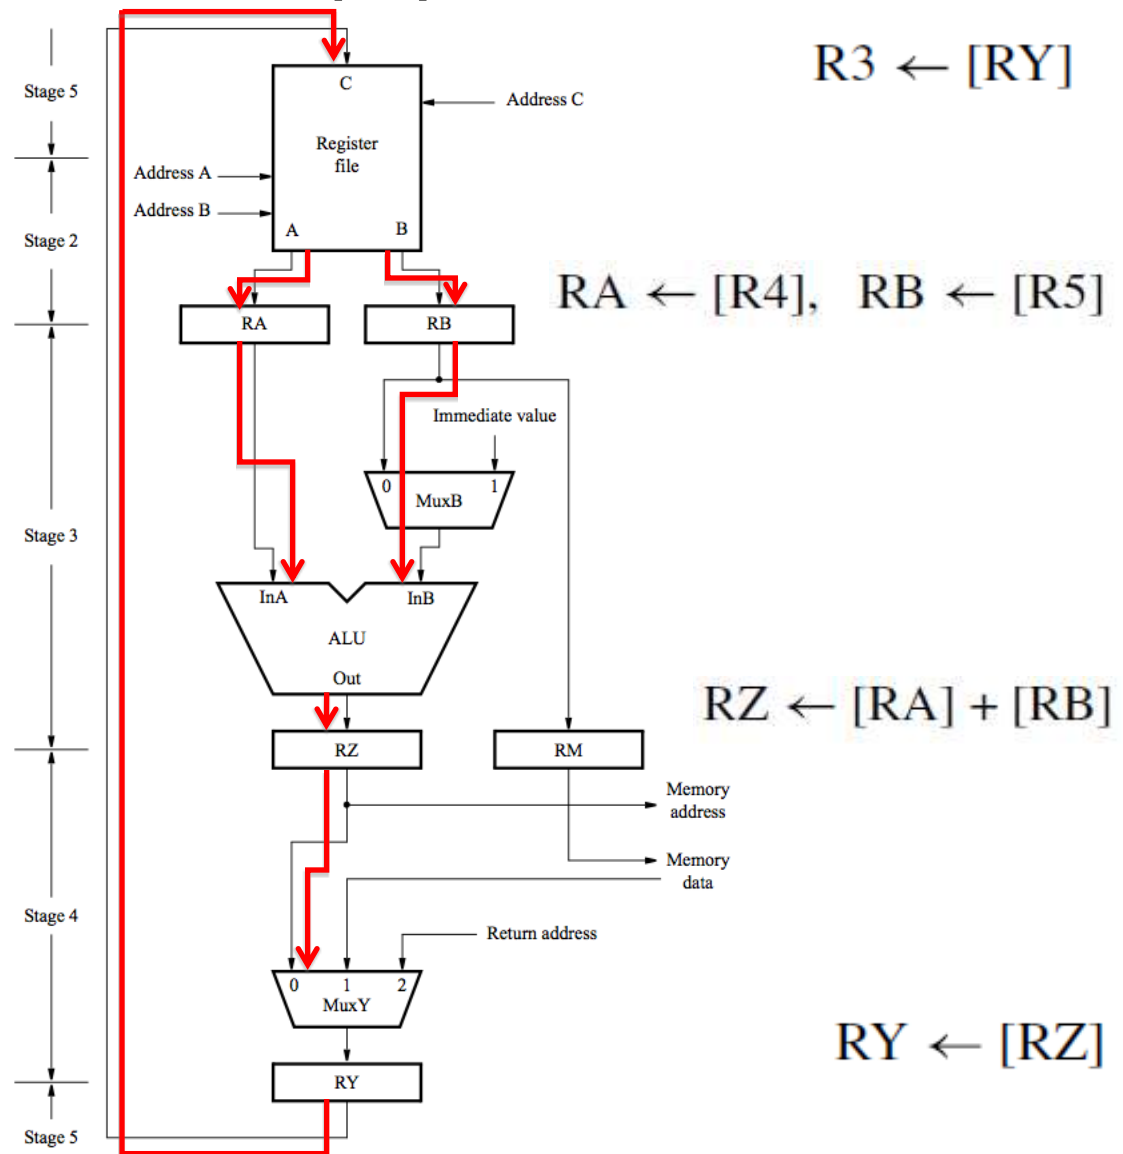 R3 ← [RY]
Stage 5
C
Address C
Register
file
Address A
Address B
A B
Stage 2
RA ← [R4], RB ← [R5]
RA
RB
Immediate value
0 1
MuxB
Stage 3
InA InB
ALU
Out
RZ ← [RA] + [RB]
RZ
RM
Memory
address
Memory
data
Stage 4
Return address
0 1 2
MuxY
RY ← [RZ]
RY
Stage 5